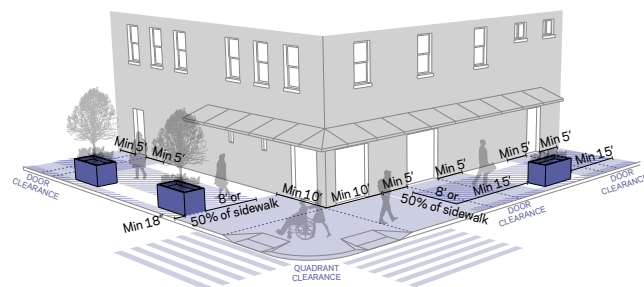 Min 5'
Min 5'
DOOR
CLEARANCE
Min 18"
8' or
50% of sidewalk
Min 10'
Min 10'
Min 5'
Min 5'
8' or
50% of sidewalk
Min 15'
Min 5'
Min 5'
Min 15'
DOOR
CLEARANCE
DOOR
CLEARANCE
QUADRANT
CLEARANCE